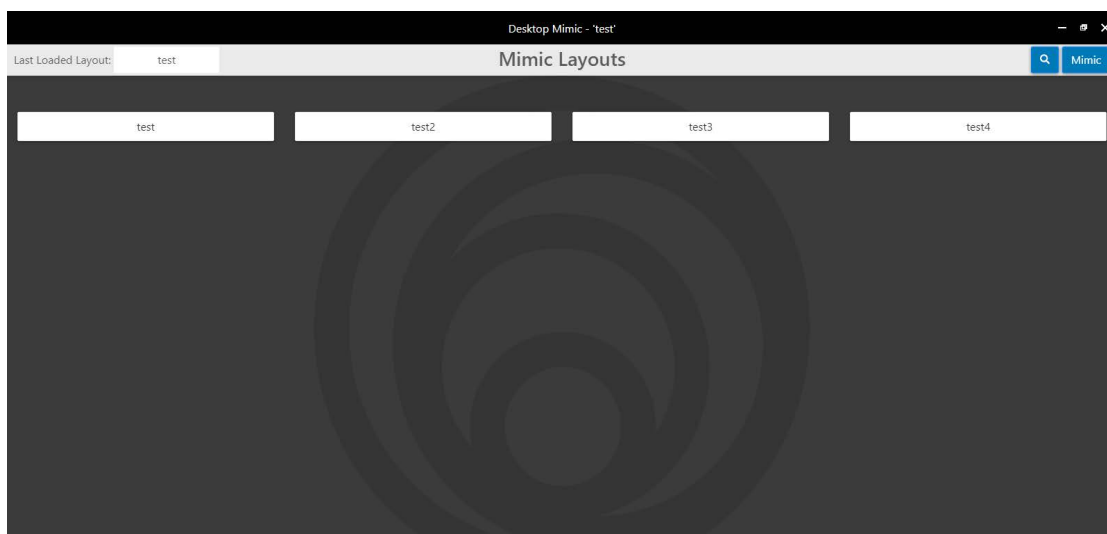 Desktop Mimic - 'test'
Last Loaded Layout: test Mimic Layouts Mimic
test test2 test3 test4